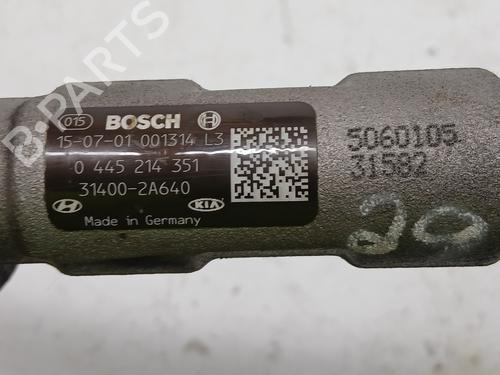 015 BOSCH
15-07-01 001314 L3
0 445 214 351
31400-2A640
KIA
Made in Germany
5060105
31582
20
B-PARTS